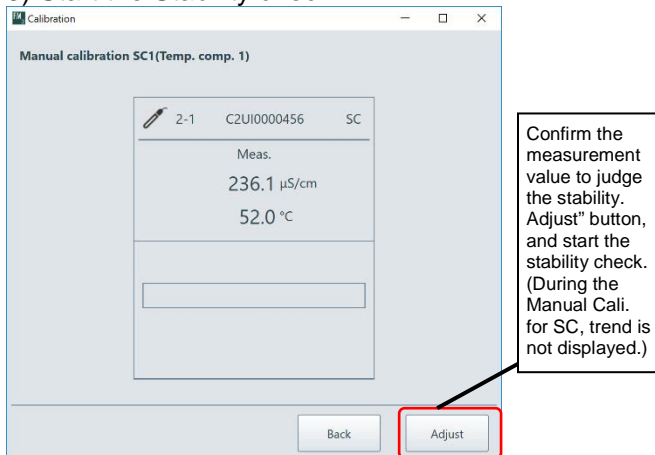 Calibration
Manual calibration SC1(Temp. comp. 1)
2-1 C2UI0000456 SC
Meas.
236.1 µS/cm
52.0 °C
Back
Adjust
Confirm the
measurement
value to judge
the stability.
Adjust” button,
and start the
stability check.
(During the
Manual Cali.
for SC, trend is
not displayed.)